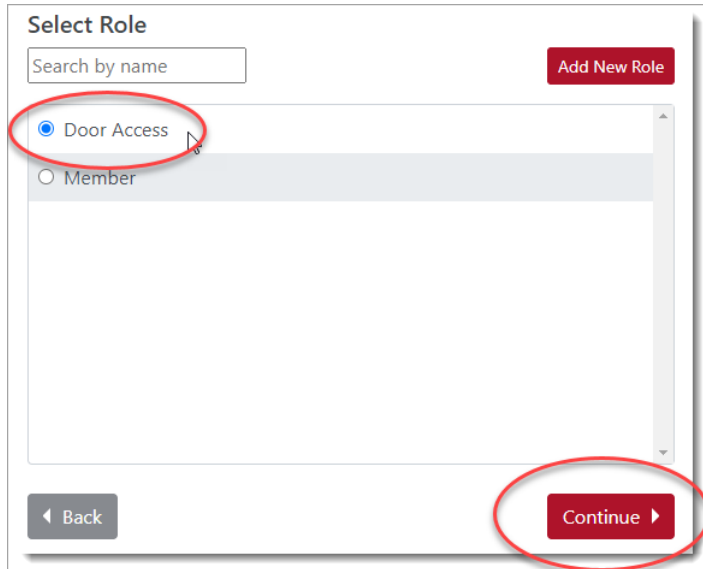 Select Role
Search by name
Add New Role
Door Access
Member
Back
Continue